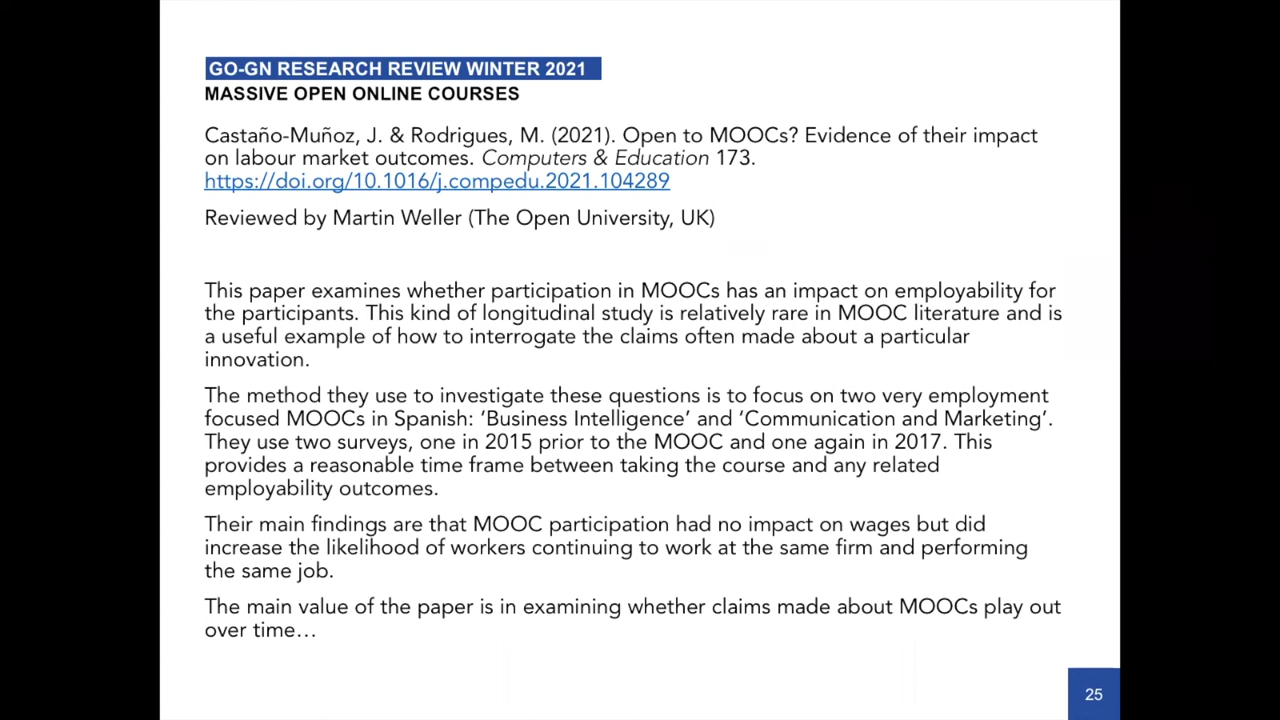 GO-GN RESEARCH REVIEW WINTER 2021
MASSIVE OPEN ONLINE COURSES
Castaño-Muñoz, J. & Rodrigues, M. (2021). Open to MOOCs? Evidence of their impact
on labour market outcomes. Computers & Education 173.
https://doi.org/10.1016/j.compedu.2021.104289
Reviewed by Martin Weller (The Open University, UK)
This paper examines whether participation in MOOCs has an impact on employability for
the participants. This kind of longitudinal study is relatively rare in MOOC literature and is
a useful example of how to interrogate the claims often made about a particular
innovation.
The method they use to investigate these questions is to focus on two very employment
focused MOOCs in Spanish: ‘Business Intelligence’ and ‘Communication and Marketing’.
They use two surveys, one in 2015 prior to the MOOC and one again in 2017. This
provides a reasonable time frame between taking the course and any related
employability outcomes.
Their main findings are that MOOC participation had no impact on wages but did
increase the likelihood of workers continuing to work at the same firm and performing
the same job.
The main value of the paper is in examining whether claims made about MOOCs play out
over time…
25